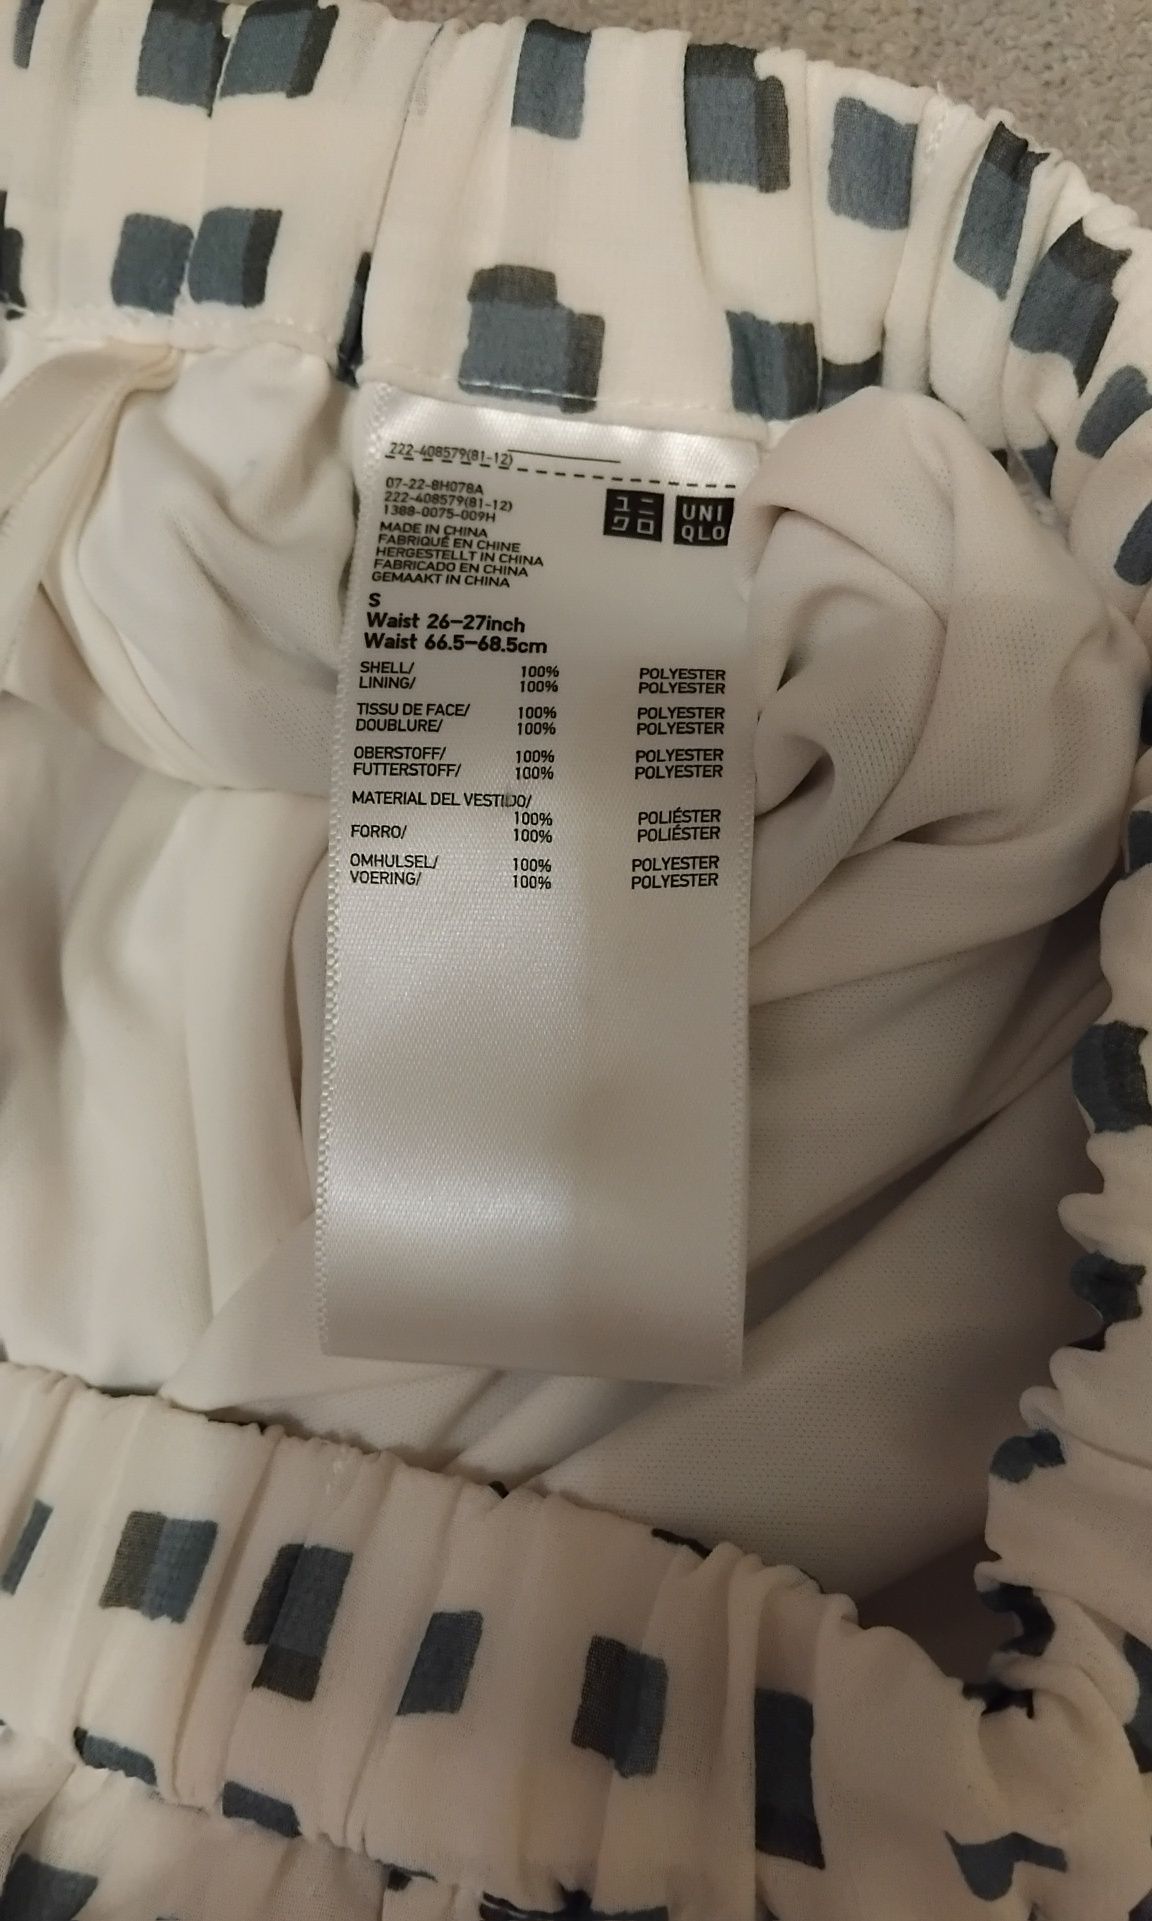 222-408579(81-12)
07-22-8H078A
222-408579(81-12)
1388-0075-009H
MADE IN CHINA
FABRIQUÉ EN CHINE
HERGESTELLT IN CHINA
FABRICADO EN CHINA
GEMAAKT IN CHINA
ユニ
クロ
UNI
QLO
S
Waist 26–27inch
Waist 66.5–68.5cm
SHELL/ 100% POLYESTER
LINING/ 100% POLYESTER
TISSU DE FACE/ 100% POLYESTER
DOUBLURE/ 100% POLYESTER
OBERSTOFF/ 100% POLYESTER
FUTTERSTOFF/ 100% POLYESTER
MATERIAL DEL VESTIDO/
100% POLIÉSTER
FORRO/ 100% POLIÉSTER
OMHULSEL/ 100% POLYESTER
VOERING/ 100% POLYESTER